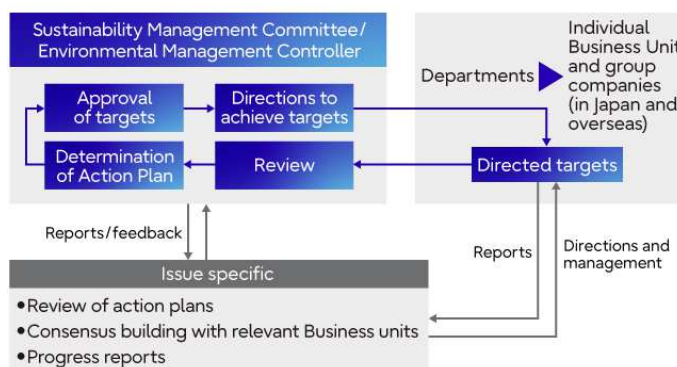 Sustainability Management Committee/
Environmental Management Controller
Approval
of targets
Directions to
achieve targets
Determination
of Action Plan
Review
Departments
Individual
Business Unit
and group
companies
(in Japan and
overseas)
Directed targets
Reports/feedback
Reports
Directions and
management
Issue specific
•Review of action plans
•Consensus building with relevant Business units
•Progress reports